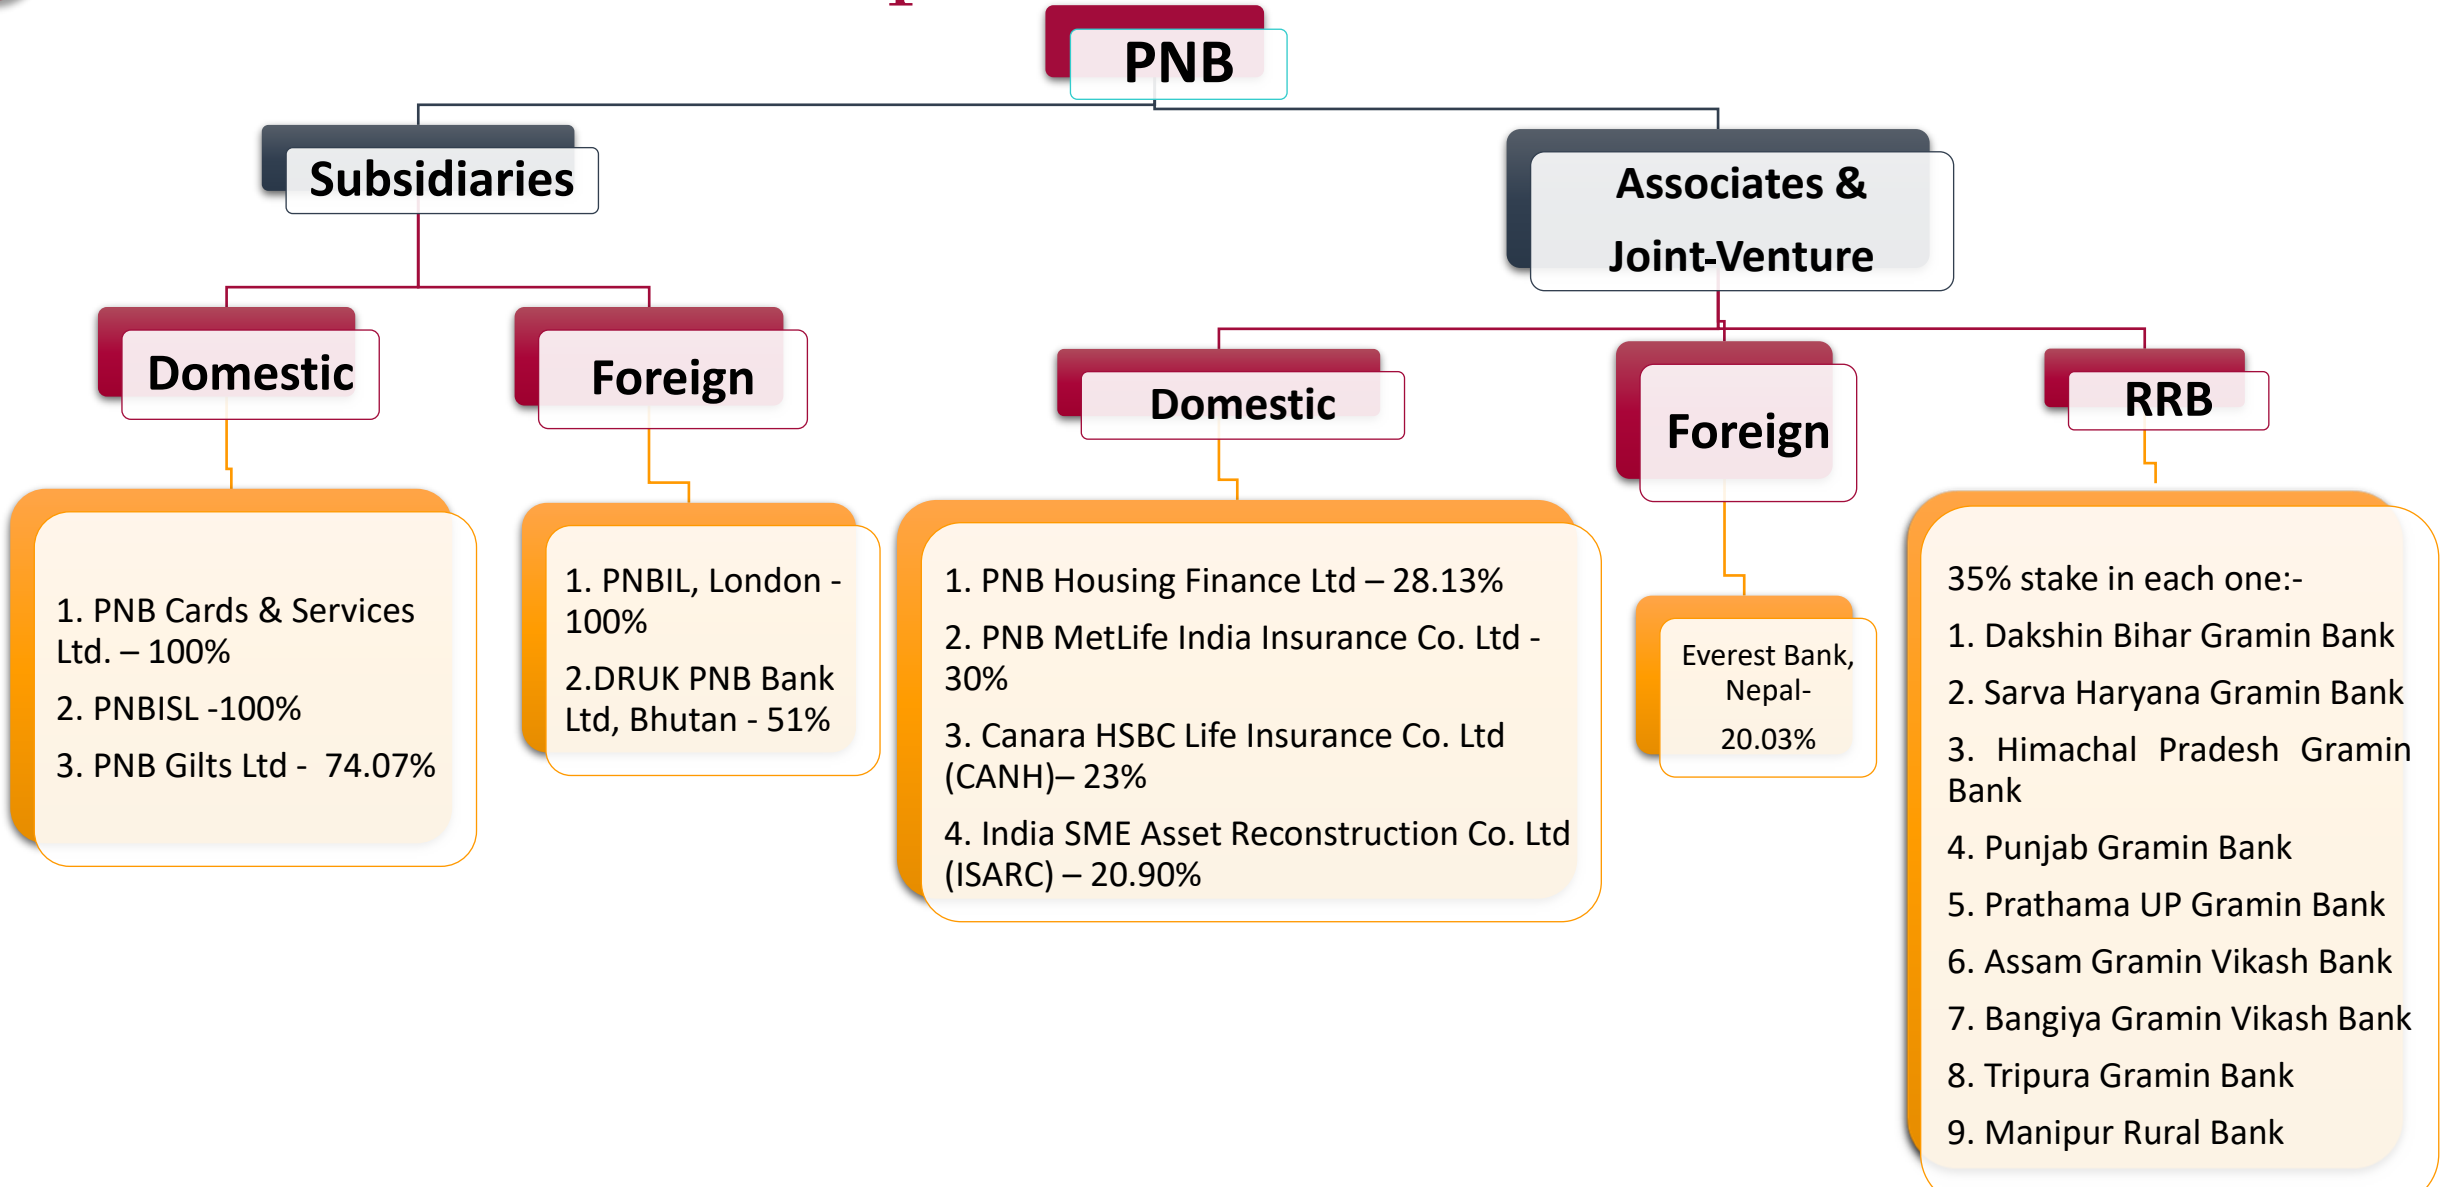 PNB
Subsidiaries
Associates &
Joint-Venture
Domestic
Foreign
Domestic
Foreign
RRB
1. PNB Cards & Services
Ltd. – 100%
2. PNBISL -100%
3. PNB Gilts Ltd - 74.07%
1. PNBIL, London -
100%
2.DRUK PNB Bank
Ltd, Bhutan - 51%
1. PNB Housing Finance Ltd – 28.13%
2. PNB MetLife India Insurance Co. Ltd -
30%
3. Canara HSBC Life Insurance Co. Ltd
(CANH)– 23%
4. India SME Asset Reconstruction Co. Ltd
(ISARC) – 20.90%
Everest Bank,
Nepal-
20.03%
35% stake in each one:-
1. Dakshin Bihar Gramin Bank
2. Sarva Haryana Gramin Bank
3. Himachal Pradesh Gramin
Bank
4. Punjab Gramin Bank
5. Prathama UP Gramin Bank
6. Assam Gramin Vikash Bank
7. Bangiya Gramin Vikash Bank
8. Tripura Gramin Bank
9. Manipur Rural Bank